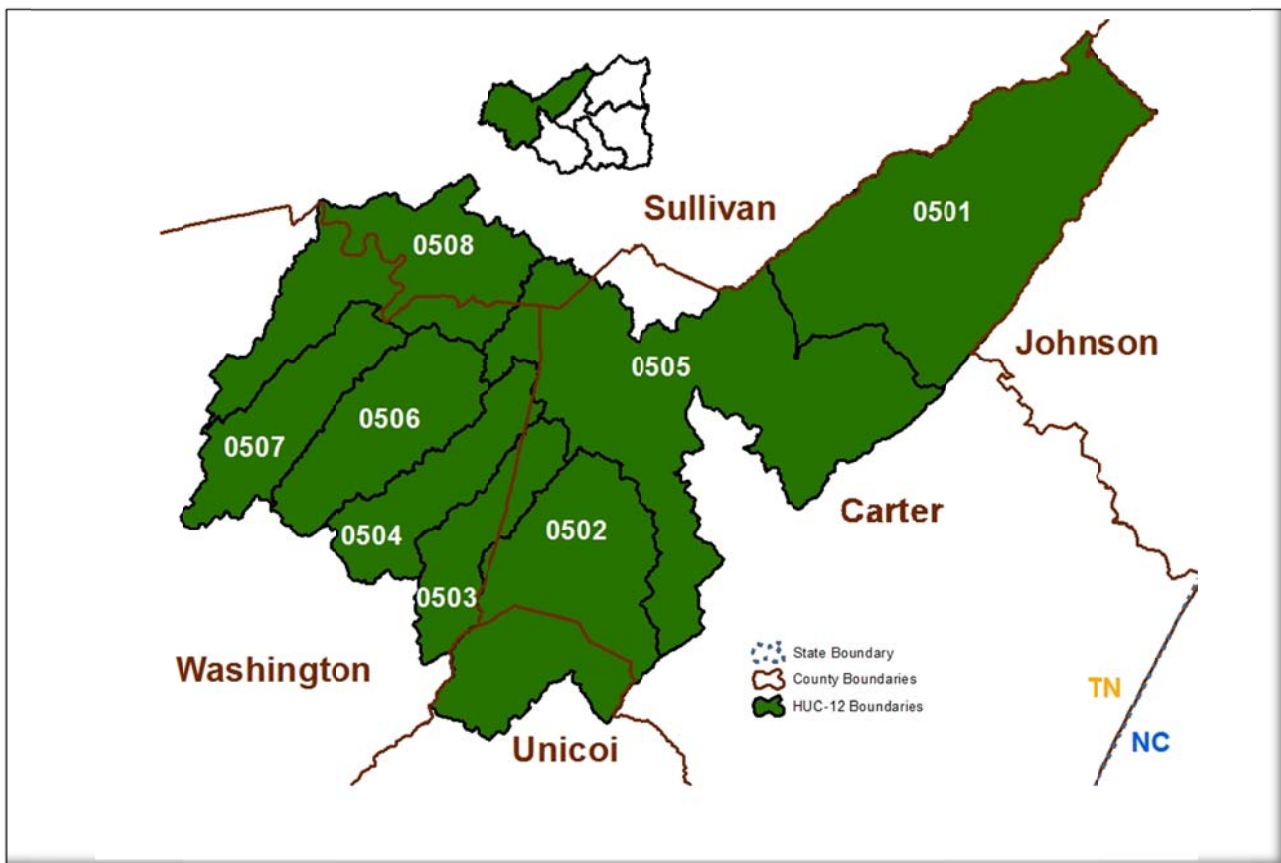 Sullivan
0501
0508
Johnson
0505
0506
0507
Carter
0504
0502
0503
Washington
State Boundary
County Boundaries
HUC-12 Boundaries
TN
NC
Unicoi